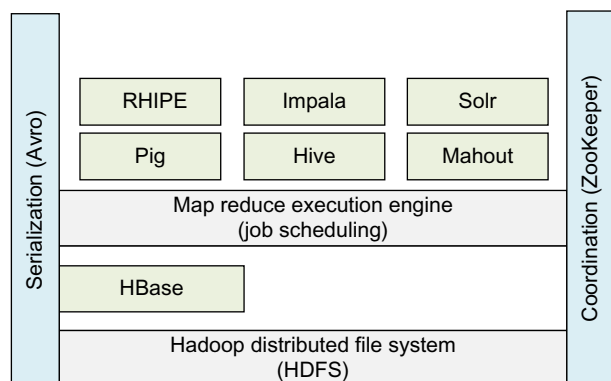 Serialization (Avro)
RHIPE
Impala
Solr
Pig
Hive
Mahout
Map reduce execution engine
(job scheduling)
HBase
Hadoop distributed file system
(HDFS)
Coordination (ZooKeeper)